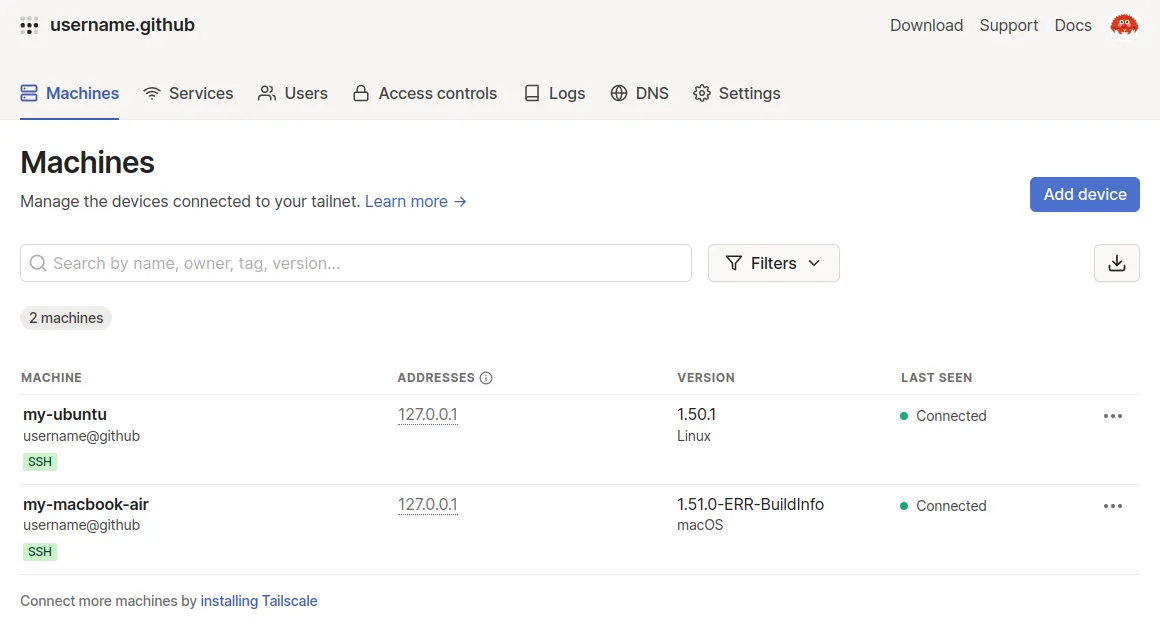 username.github
Download Support Docs
Machines Services Users Access controls Logs DNS Settings
Machines
Manage the devices connected to your tailnet. Learn more →
Add device
Search by name, owner, tag, version...
Filters
2 machines
MACHINE ADDRESSES VERSION LAST SEEN
my-ubuntu 127.0.0.1 1.50.1 Connected
username@github Linux
SSH
my-macbook-air 127.0.0.1 1.51.0-ERR-BuildInfo Connected
username@github macOS
SSH
Connect more machines by installing Tailscale